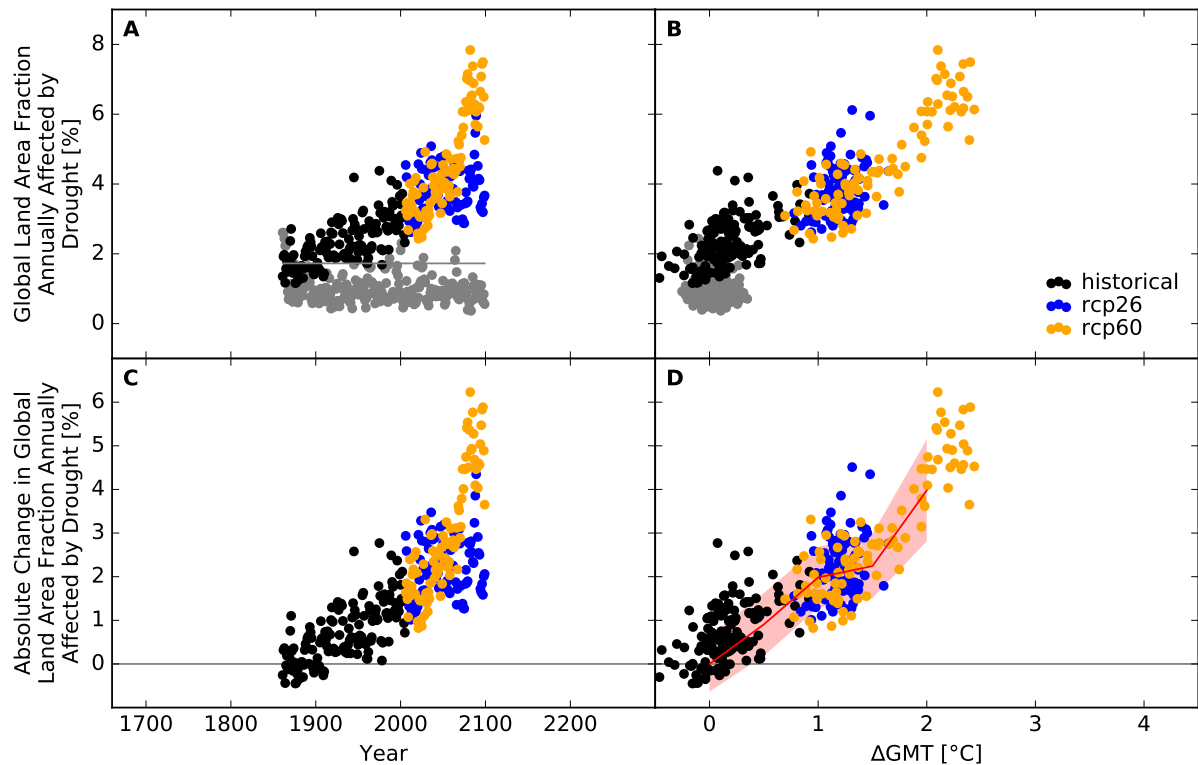 A
B
Global Land Area Fraction
Annually Affected by
Drought [%]
8
6
4
2
0
historical
rcp26
rcp60
C
D
Absolute Change in Global
Land Area Fraction Annually
Affected by Drought [%]
6
5
4
3
2
1
0
1700 1800 1900 2000 2100 2200
0 1 2 3 4
Year
ΔGMT [°C]